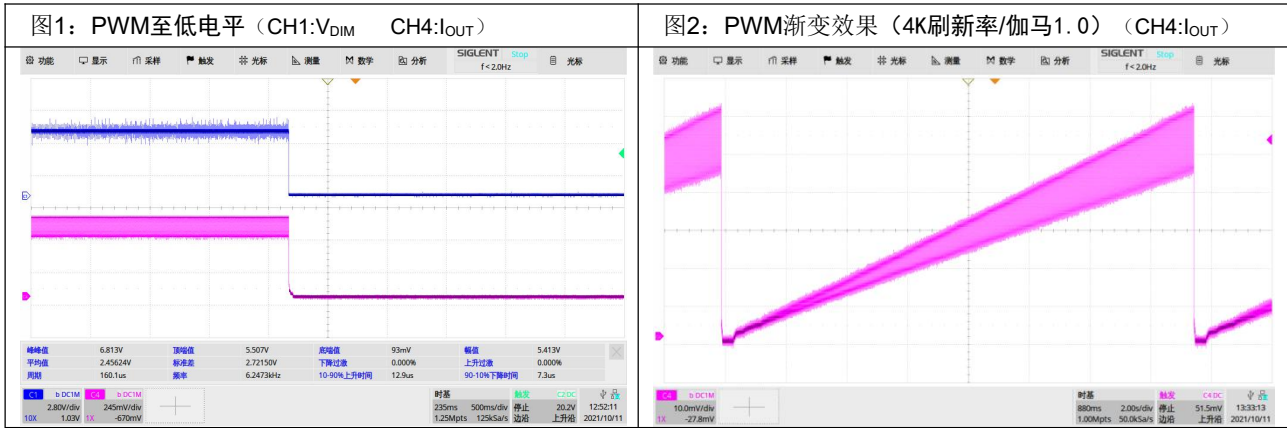 图1：PWM至低电平（CH1:VDIM CH4:IOUT）
功能 显示 采样 触发 光标 测量 数学 分析 SIGLENT Stop f < 2.0Hz 光标
峰峰值 6.813V 顶端值 5.507V 底端值 93mV 幅值 5.413V
平均值 2.45624V 标准差 2.72150V 下降过激 0.000% 上升过激 0.000%
周期 160.1us 频率 6.2473kHz 10-90%上升时间 12.9us 90-10%下降时间 7.3us
C1 b DC1M C4 b DC1M 时基 触发 C2 DC
2.80V/div 245mV/div 235ms 500ms/div 停止 20.2V 12:52:11
10X 1.03V 1X -670mV 1.25Mpts 125kSa/s 边沿 上升沿 2021/10/11
图2：PWM渐变效果（4K刷新率/伽马1.0）（CH4:IOUT）
功能 显示 采样 触发 光标 测量 数学 分析 SIGLENT Stop f < 2.0Hz 光标
C4 b DC1M 时基 触发 C4 DC
10.0mV/div 880ms 2.00s/div 停止 51.5mV 13:33:13
1X -27.8mV 1.00Mpts 50.0kSa/s 边沿 上升沿 2021/10/11